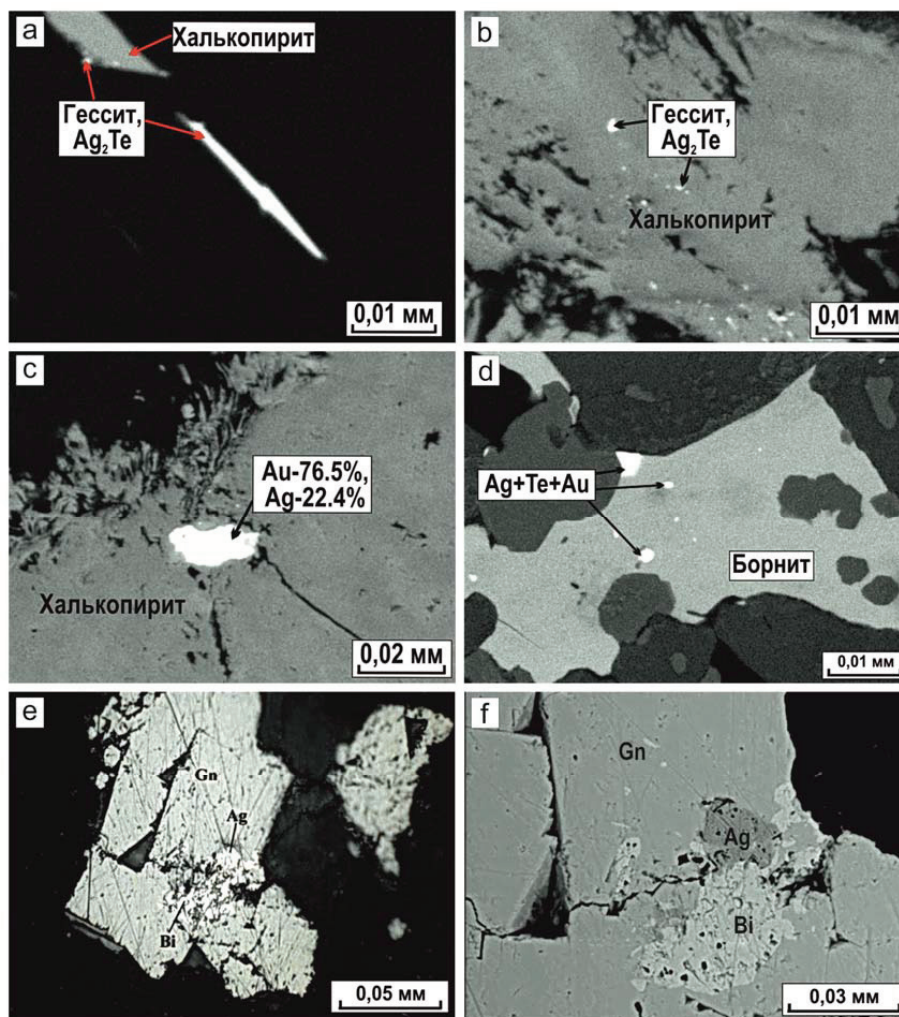 a
Халькопирит
Гессит,
Ag₂Te
0,01 мм
b
Гессит,
Ag₂Te
Халькопирит
0,01 мм
c
Au-76.5%,
Ag-22.4%
Халькопирит
0,02 мм
d
Ag+Te+Au
Борнит
0,01 мм
e
Gn
Ag
Bi
0,05 мм
f
Gn
Ag
Bi
0,03 мм